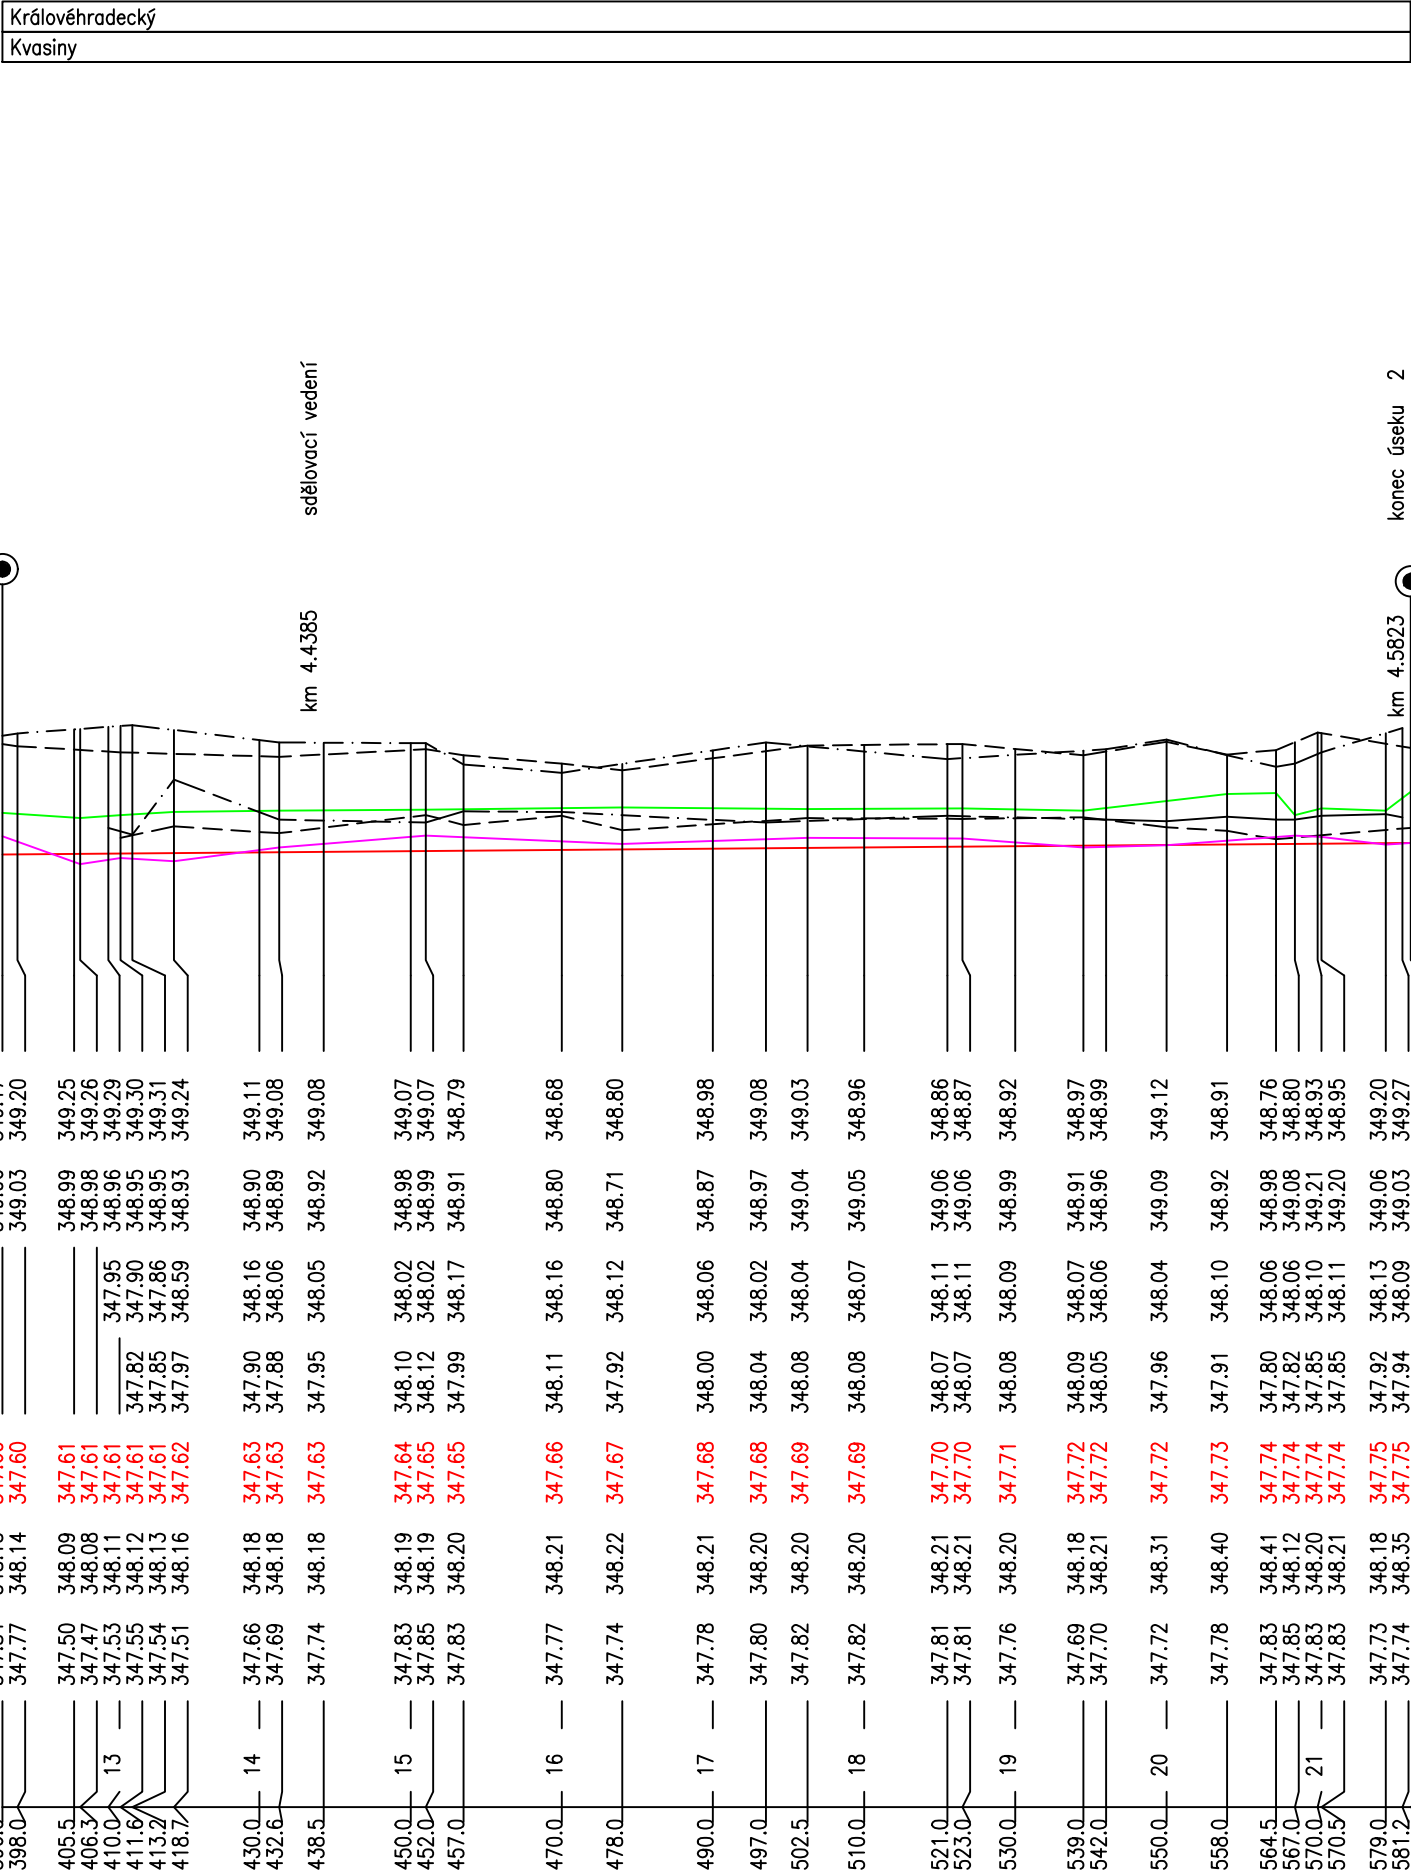 Královéhradecký
Kvasiny
sdělovací vedení
konec úseku 2
km 4.4385
km 4.5823
349.20 349.25 349.26 349.29 349.30 349.31 349.24 349.11 349.08 349.08 349.07 349.07 348.79 348.68 348.80 348.98 349.08 349.03 348.96 348.86 348.87 348.92 348.97 348.99 349.12 348.91 348.76 348.80 348.93 348.95 349.20 349.27
349.03 348.99 348.98 348.96 348.95 348.95 348.93 348.90 348.89 348.92 348.98 348.99 348.91 348.80 348.71 348.87 348.97 349.04 349.05 349.06 349.06 348.99 348.91 348.96 349.09 348.92 348.98 349.08 349.21 349.20 349.06 349.03
347.95 347.90 347.86 348.59 348.16 348.06 348.05 348.02 348.02 348.17 348.16 348.12 348.06 348.02 348.04 348.07 348.11 348.11 348.09 348.07 348.06 348.04 348.10 348.06 348.06 348.10 348.11 348.13 348.09
347.82 347.85 347.97 347.90 347.88 347.95 348.10 348.12 347.99 348.11 347.92 348.00 348.04 348.08 348.08 348.07 348.07 348.08 348.09 348.05 347.96 347.91 347.80 347.82 347.85 347.85 347.92 347.94
347.60 347.61 347.61 347.61 347.61 347.61 347.62 347.63 347.63 347.63 347.64 347.65 347.65 347.66 347.67 347.68 347.68 347.69 347.69 347.70 347.70 347.71 347.72 347.72 347.72 347.73 347.74 347.74 347.74 347.74 347.75 347.75
348.14 348.09 348.08 348.11 348.12 348.13 348.16 348.18 348.18 348.18 348.19 348.19 348.20 348.21 348.22 348.21 348.20 348.20 348.20 348.21 348.21 348.20 348.18 348.21 348.31 348.40 348.41 348.12 348.20 348.21 348.18 348.35
347.77 347.50 347.47 347.53 347.55 347.54 347.51 347.66 347.69 347.74 347.83 347.85 347.83 347.77 347.74 347.78 347.80 347.82 347.82 347.81 347.81 347.76 347.69 347.70 347.72 347.78 347.83 347.85 347.83 347.83 347.73 347.74
13 14 15 16 17 18 19 20 21
398.0 405.5 406.3 410.0 411.6 413.2 418.7 430.0 432.6 438.5 450.0 452.0 457.0 470.0 478.0 490.0 497.0 502.5 510.0 521.0 523.0 530.0 539.0 542.0 550.0 558.0 564.5 567.0 570.0 570.5 579.0 581.2